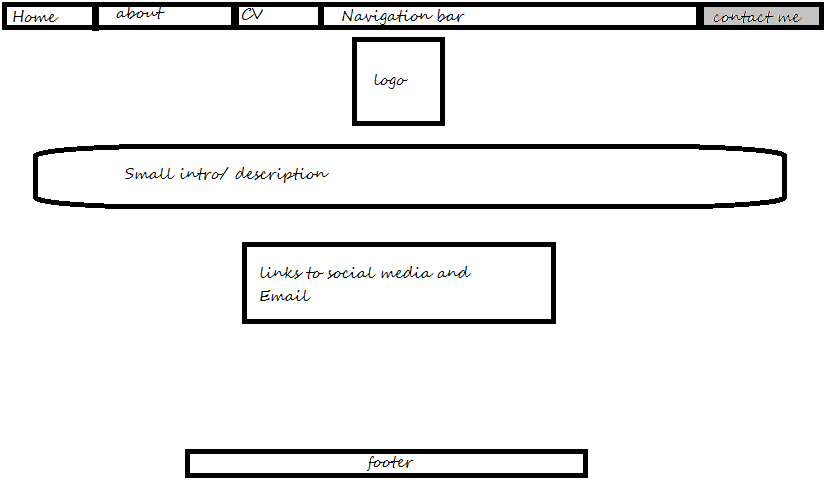 Home
about
CV
Navigation bar
contact me
logo
Small intro/ description
links to social media and
Email
footer